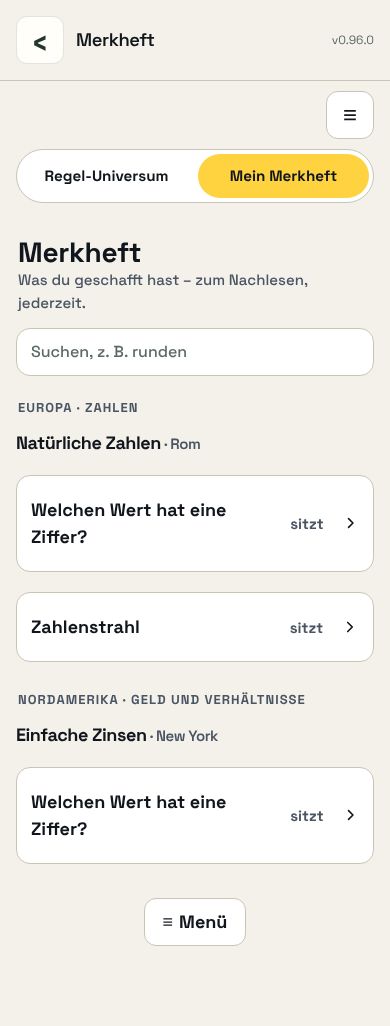 < Merkheft v0.96.0
≡
Regel-Universum Mein Merkheft
Merkheft
Was du geschafft hast – zum Nachlesen,
jederzeit.
Suchen, z. B. runden
EUROPA · ZAHLEN
Natürliche Zahlen · Rom
Welchen Wert hat eine
Ziffer?
sitzt >
Zahlenstrahl sitzt >
NORDAMERIKA · GELD UND VERHÄLTNISSE
Einfache Zinsen · New York
Welchen Wert hat eine
Ziffer?
sitzt >
≡ Menü